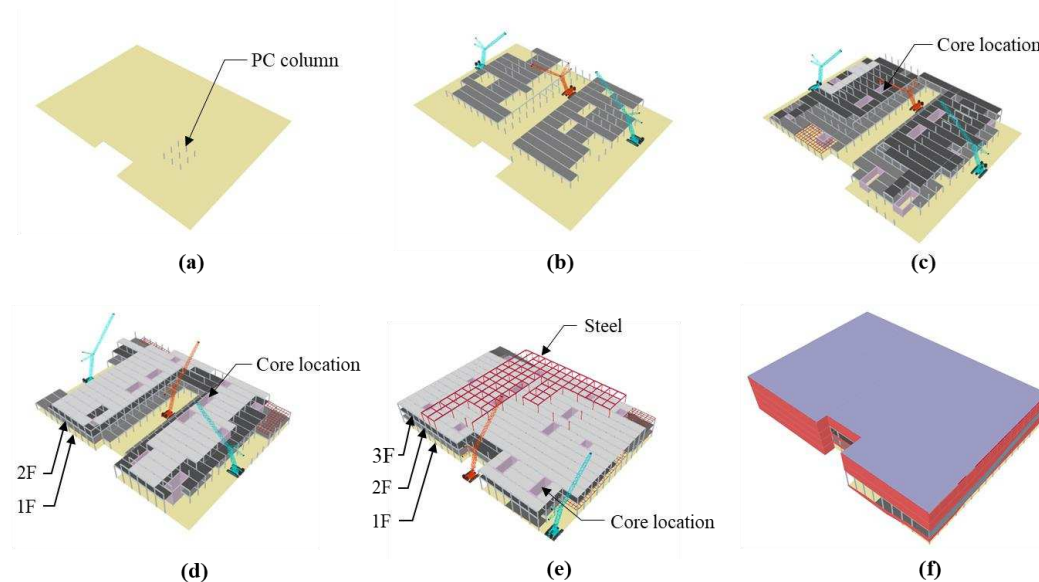 PC column
Core location
(a)
(b)
(c)
Core location
2F
1F
(d)
Steel
3F
2F
1F
Core location
(e)
(f)